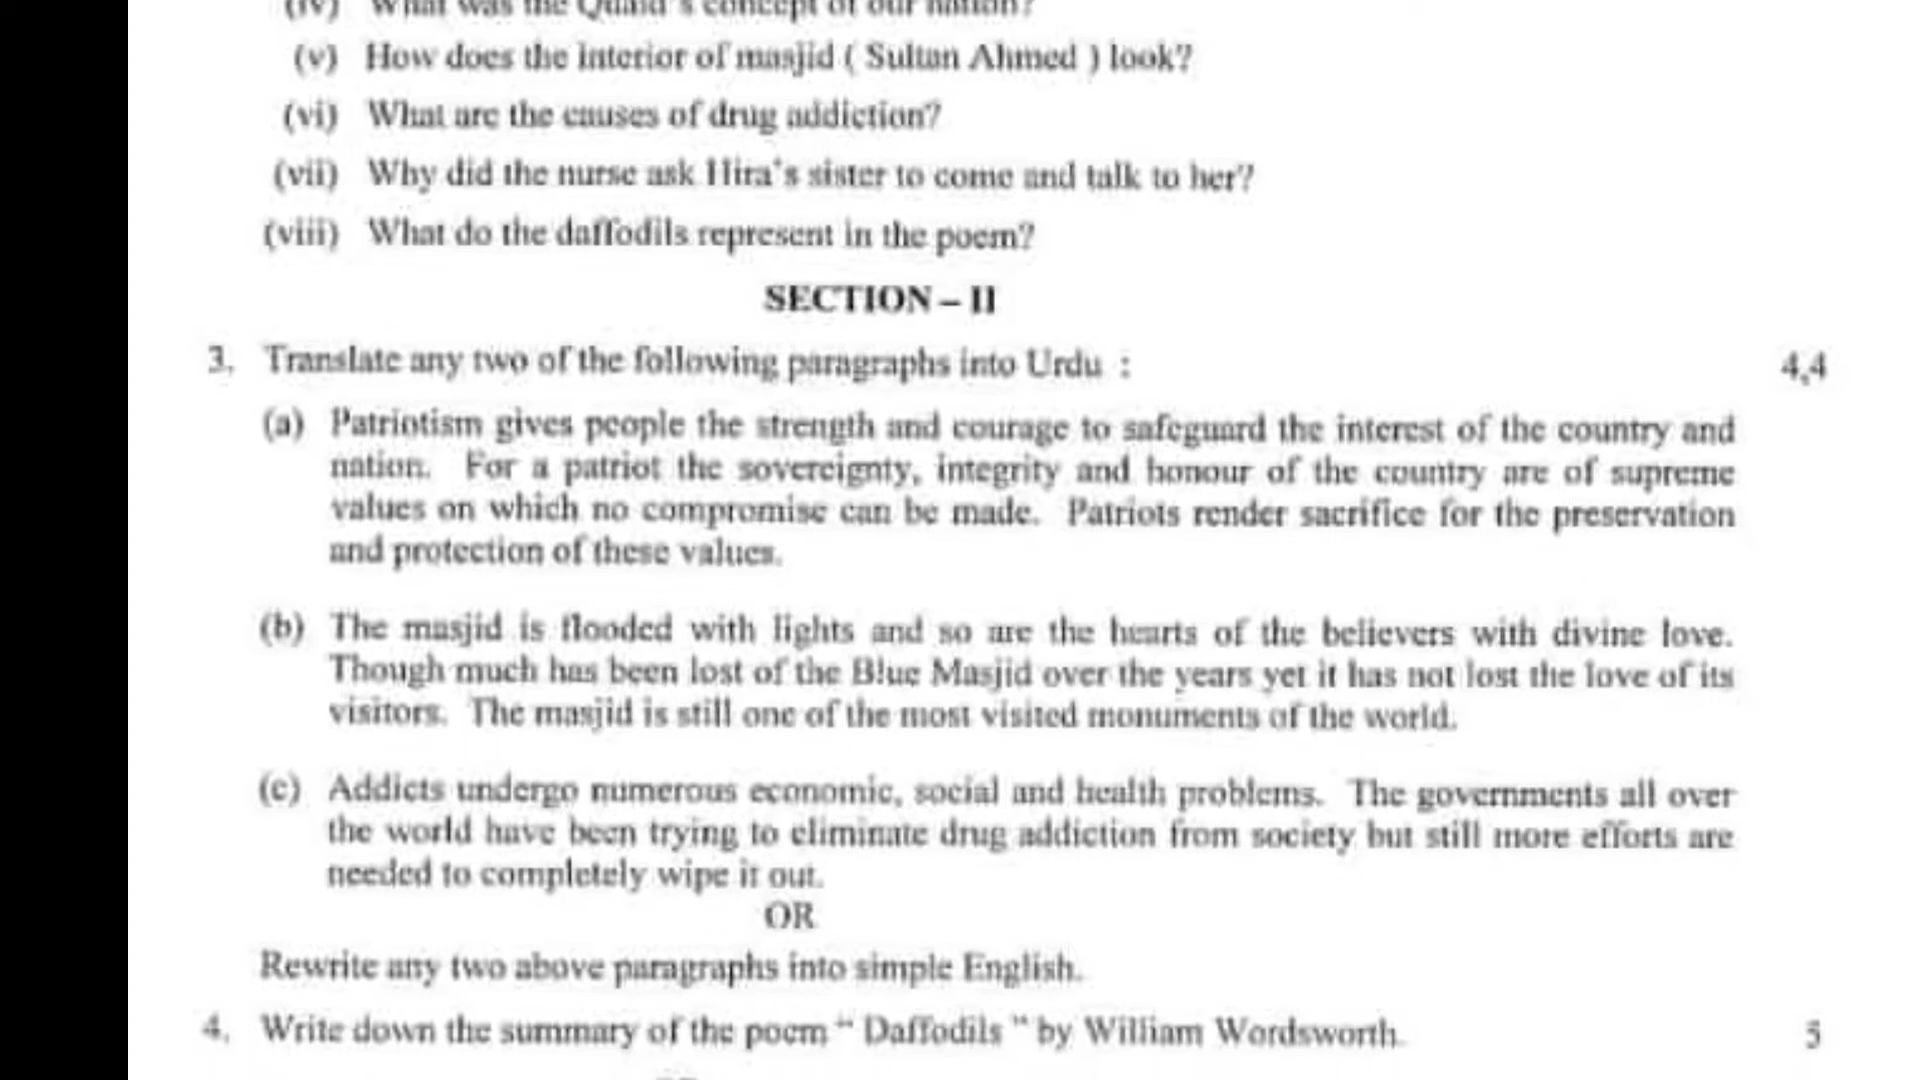 (iv) What was the Quaid's concept of our nation?
(v) How does the interior of masjid ( Sultan Ahmed ) look?
(vi) What are the causes of drug addiction?
(vii) Why did the nurse ask Hira's sister to come and talk to her?
(viii) What do the daffodils represent in the poem?
SECTION – II
3. Translate any two of the following paragraphs into Urdu : 4,4
(a) Patriotism gives people the strength and courage to safeguard the interest of the country and
nation. For a patriot the sovereignty, integrity and honour of the country are of supreme
values on which no compromise can be made. Patriots render sacrifice for the preservation
and protection of these values.
(b) The masjid is flooded with lights and so are the hearts of the believers with divine love.
Though much has been lost of the Blue Masjid over the years yet it has not lost the love of its
visitors. The masjid is still one of the most visited monuments of the world.
(c) Addicts undergo numerous economic, social and health problems. The governments all over
the world have been trying to eliminate drug addiction from society but still more efforts are
needed to completely wipe it out.
OR
Rewrite any two above paragraphs into simple English.
4. Write down the summary of the poem “ Daffodils ” by William Wordsworth. 5